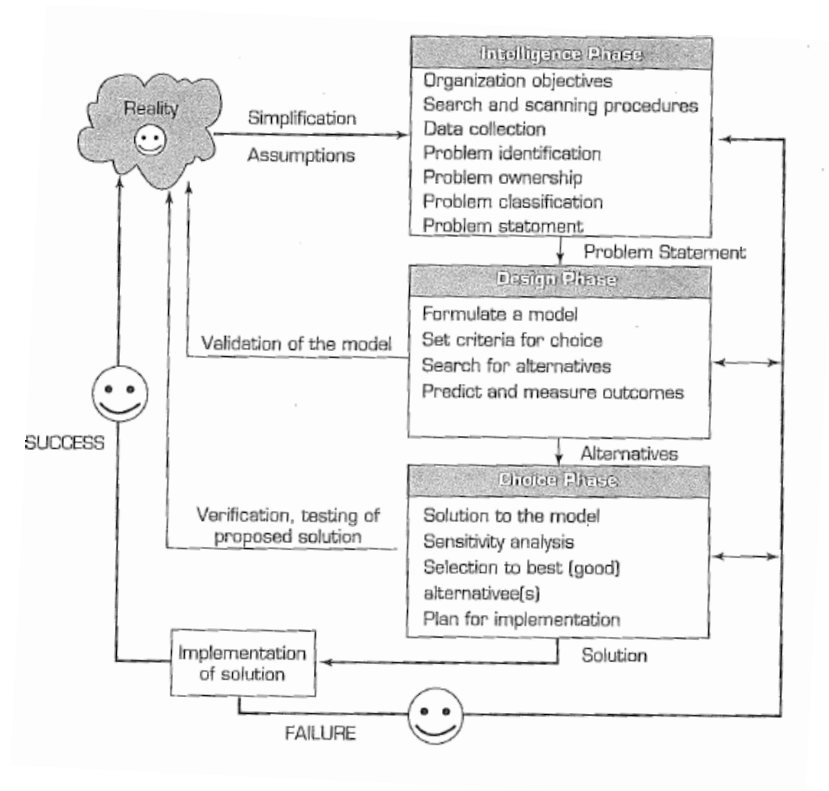 Intelligence Phase
Reality
Organization objectives
Search and scanning procedures
Simplification
Data collection
Assumptions
Problem identification
Problem ownership
Problem classification
Problem statoment
Problem Statement
Design Phase
Formulate a model
Set criteria for choice
Validation of the model
Search for alternatives
Predict and measure outcomes
SUCCESS
Alternatives
Choice Phase
Verification, testing of
proposed solution
Solution to the model
Sensitivity analysis
Selection to best (good)
alternativee(s)
Plan for implementation
Implementation
of solution
Solution
FAILURE